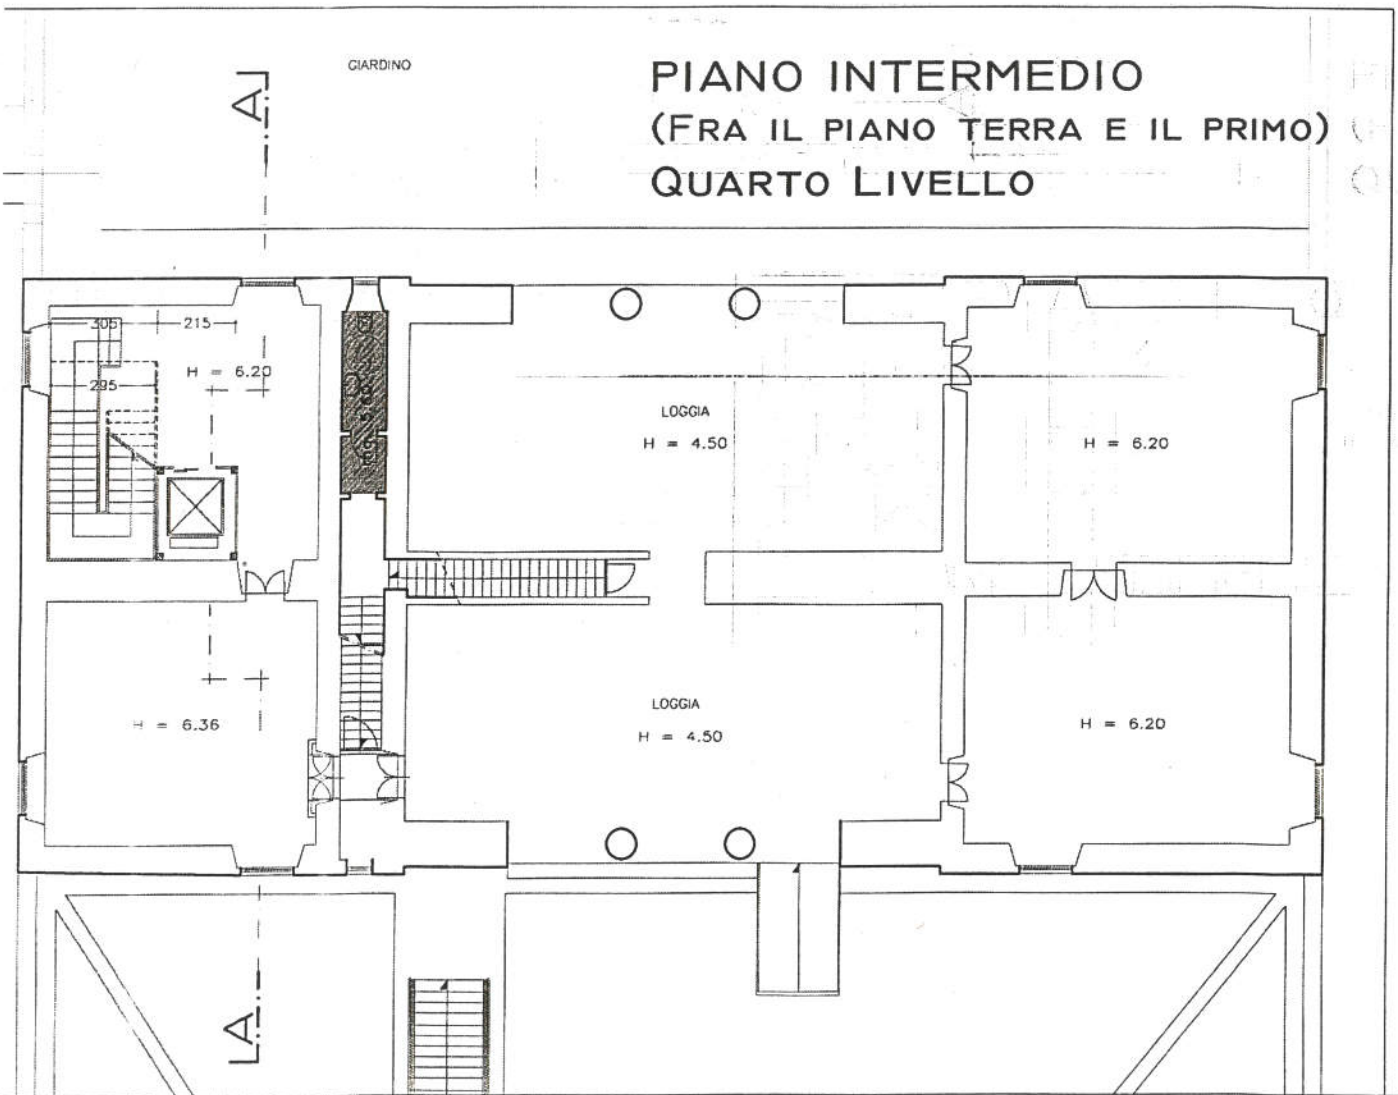 GIARDINO
A
PIANO INTERMEDIO
(FRA IL PIANO TERRA E IL PRIMO)
QUARTO LIVELLO
305
215
H = 6.20
295
LOGGIA
H = 4.50
H = 6.20
LOGGIA
H = 4.50
H = 6.36
H = 6.20
A